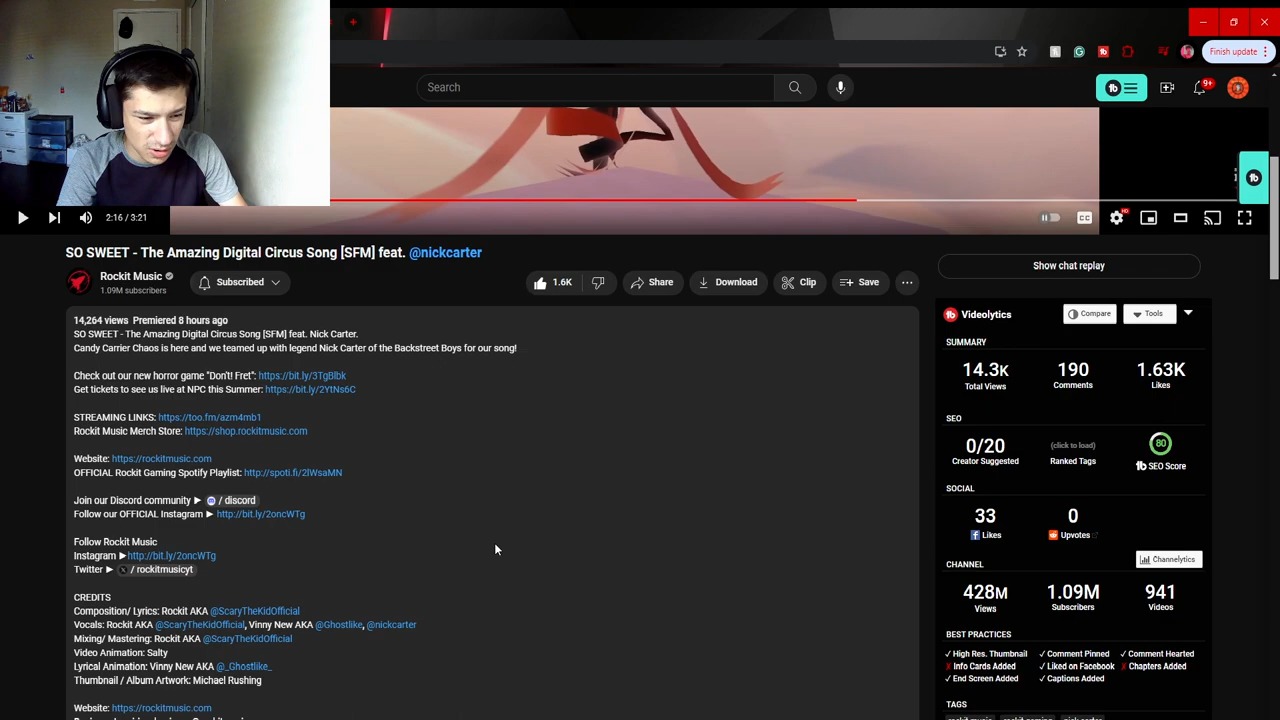 Finish update
Search
9+
2:16 / 3:21
CC
HD
SO SWEET - The Amazing Digital Circus Song [SFM] feat. @nickcarter
Rockit Music
1.09M subscribers
Subscribed
1.6K
Share
Download
Clip
Save
14,264 views Premiered 8 hours ago
SO SWEET - The Amazing Digital Circus Song [SFM] feat. Nick Carter.
Candy Carrier Chaos is here and we teamed up with legend Nick Carter of the Backstreet Boys for our song!
Check out our new horror game "Don't! Fret": https://bit.ly/3TgBlbk
Get tickets to see us live at NPC this Summer: https://bit.ly/2YtNs6C
STREAMING LINKS: https://too.fm/azm4mb1
Rockit Music Merch Store: https://shop.rockitmusic.com
Website: https://rockitmusic.com
OFFICIAL Rockit Gaming Spotify Playlist: http://spoti.fi/2lWsaMN
Join our Discord community ► / discord
Follow our OFFICIAL Instagram ► http://bit.ly/2oncWTg
Follow Rockit Music
Instagram ►http://bit.ly/2oncWTg
Twitter ► / rockitmusicyt
CREDITS
Composition/ Lyrics: Rockit AKA @ScaryTheKidOfficial
Vocals: Rockit AKA @ScaryTheKidOfficial, Vinny New AKA @Ghostlike, @nickcarter
Mixing/ Mastering: Rockit AKA @ScaryTheKidOfficial
Video Animation: Salty
Lyrical Animation: Vinny New AKA @_Ghostlike_
Thumbnail / Album Artwork: Michael Rushing
Website: https://rockitmusic.com
Show chat replay
Videolytics
Compare
Tools
SUMMARY
14.3K
Total Views
190
Comments
1.63K
Likes
SEO
0/20
Creator Suggested
(click to load)
Ranked Tags
80
SEO Score
SOCIAL
33
Likes
0
Upvotes
CHANNEL
Channelytics
428M
Views
1.09M
Subscribers
941
Videos
BEST PRACTICES
✓ High Res. Thumbnail ✓ Comment Pinned ✓ Comment Hearted
✗ Info Cards Added ✓ Liked on Facebook ✗ Chapters Added
✓ End Screen Added ✓ Captions Added
TAGS